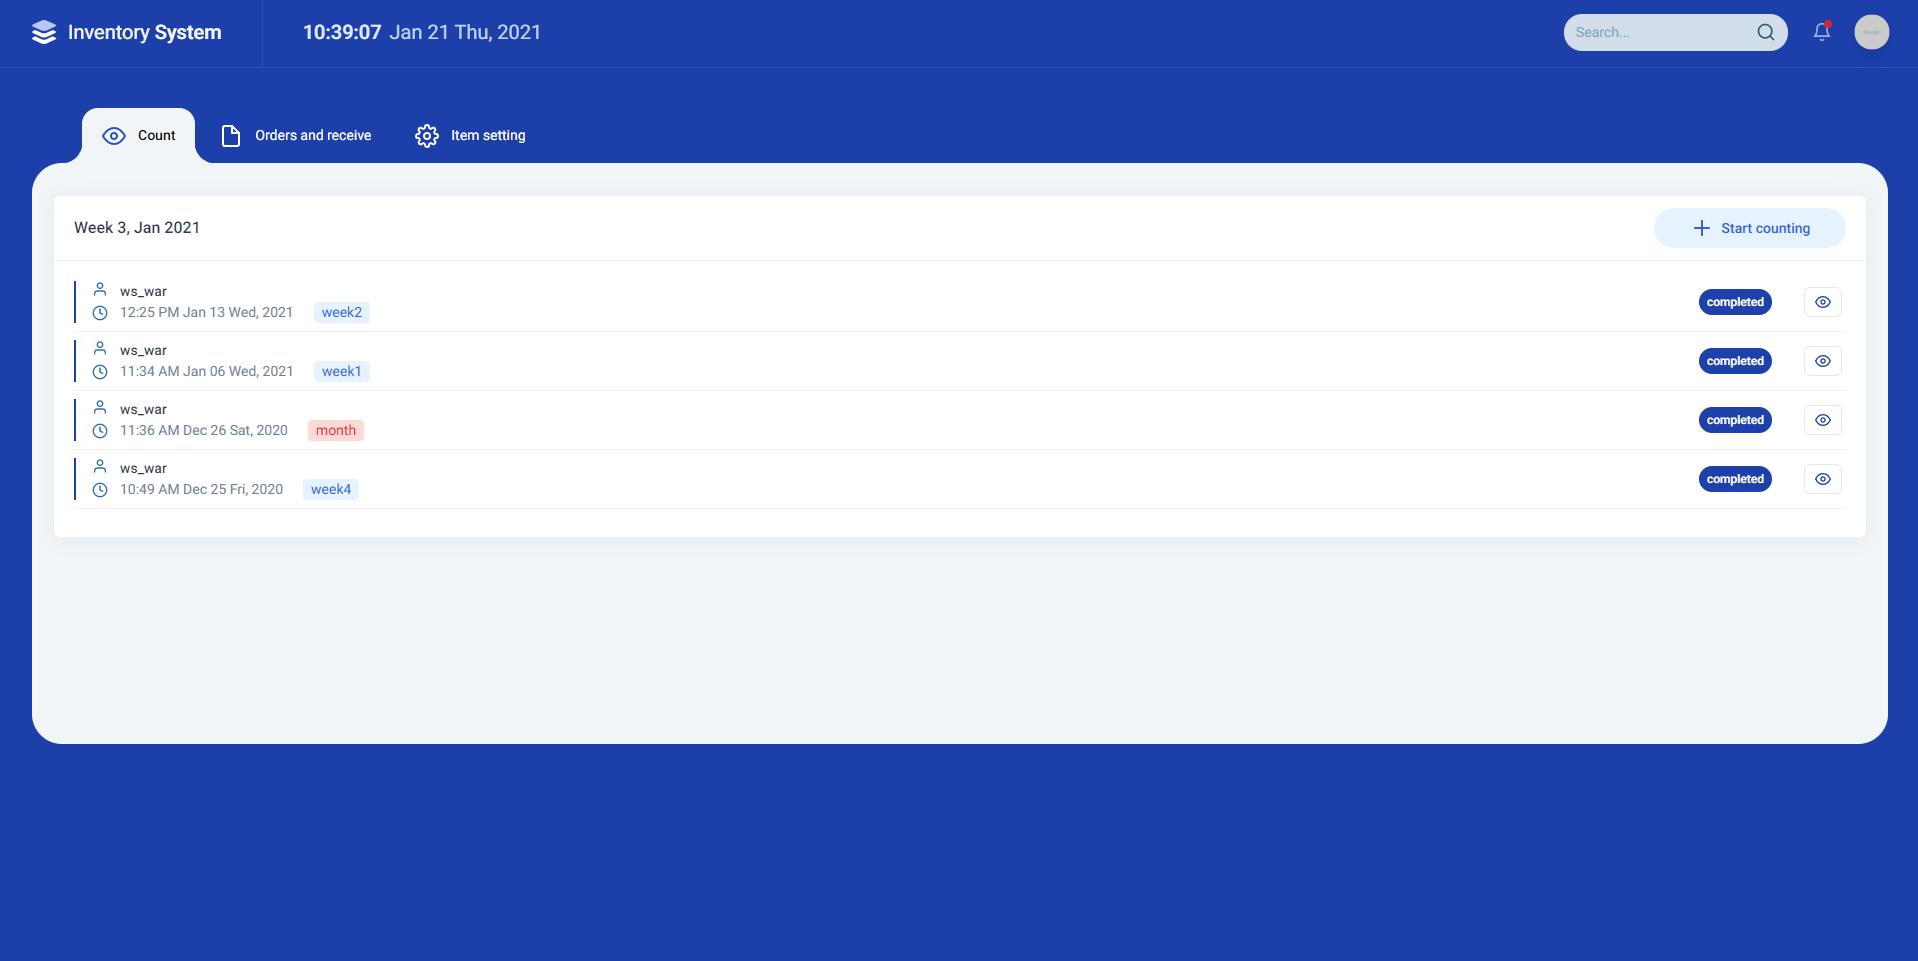 Inventory System
10:39:07 Jan 21 Thu, 2021
Search...
Count
Orders and receive
Item setting
Week 3, Jan 2021
Start counting
ws_war
12:25 PM Jan 13 Wed, 2021 week2
completed
ws_war
11:34 AM Jan 06 Wed, 2021 week1
completed
ws_war
11:36 AM Dec 26 Sat, 2020 month
completed
ws_war
10:49 AM Dec 25 Fri, 2020 week4
completed